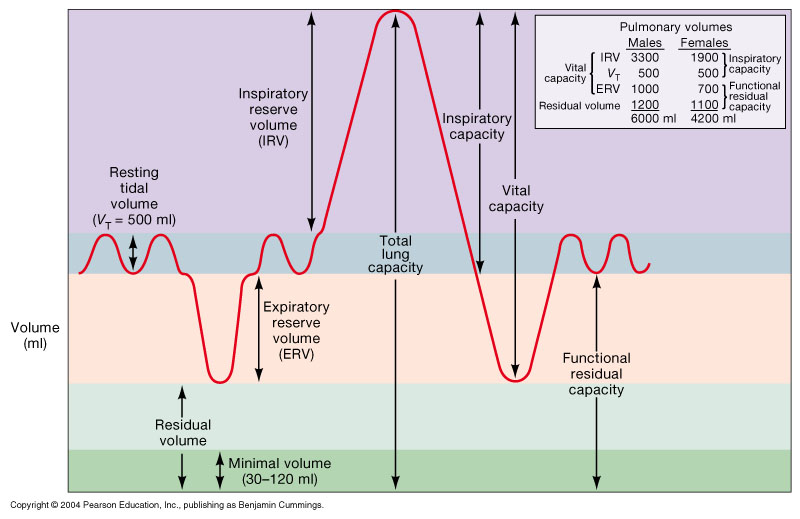 Pulmonary volumes
Males Females
IRV 3300 1900
VT 500 500
ERV 1000 700
Residual volume 1200 1100
6000 ml 4200 ml
Vital
capacity
Inspiratory
capacity
Functional
residual
capacity
Inspiratory
reserve
volume
(IRV)
Inspiratory
capacity
Resting
tidal
volume
(VT = 500 ml)
Vital
capacity
Total
lung
capacity
Expiratory
reserve
volume
(ERV)
Volume
(ml)
Functional
residual
capacity
Residual
volume
Minimal volume
(30–120 ml)
Copyright © 2004 Pearson Education, Inc., publishing as Benjamin Cummings.